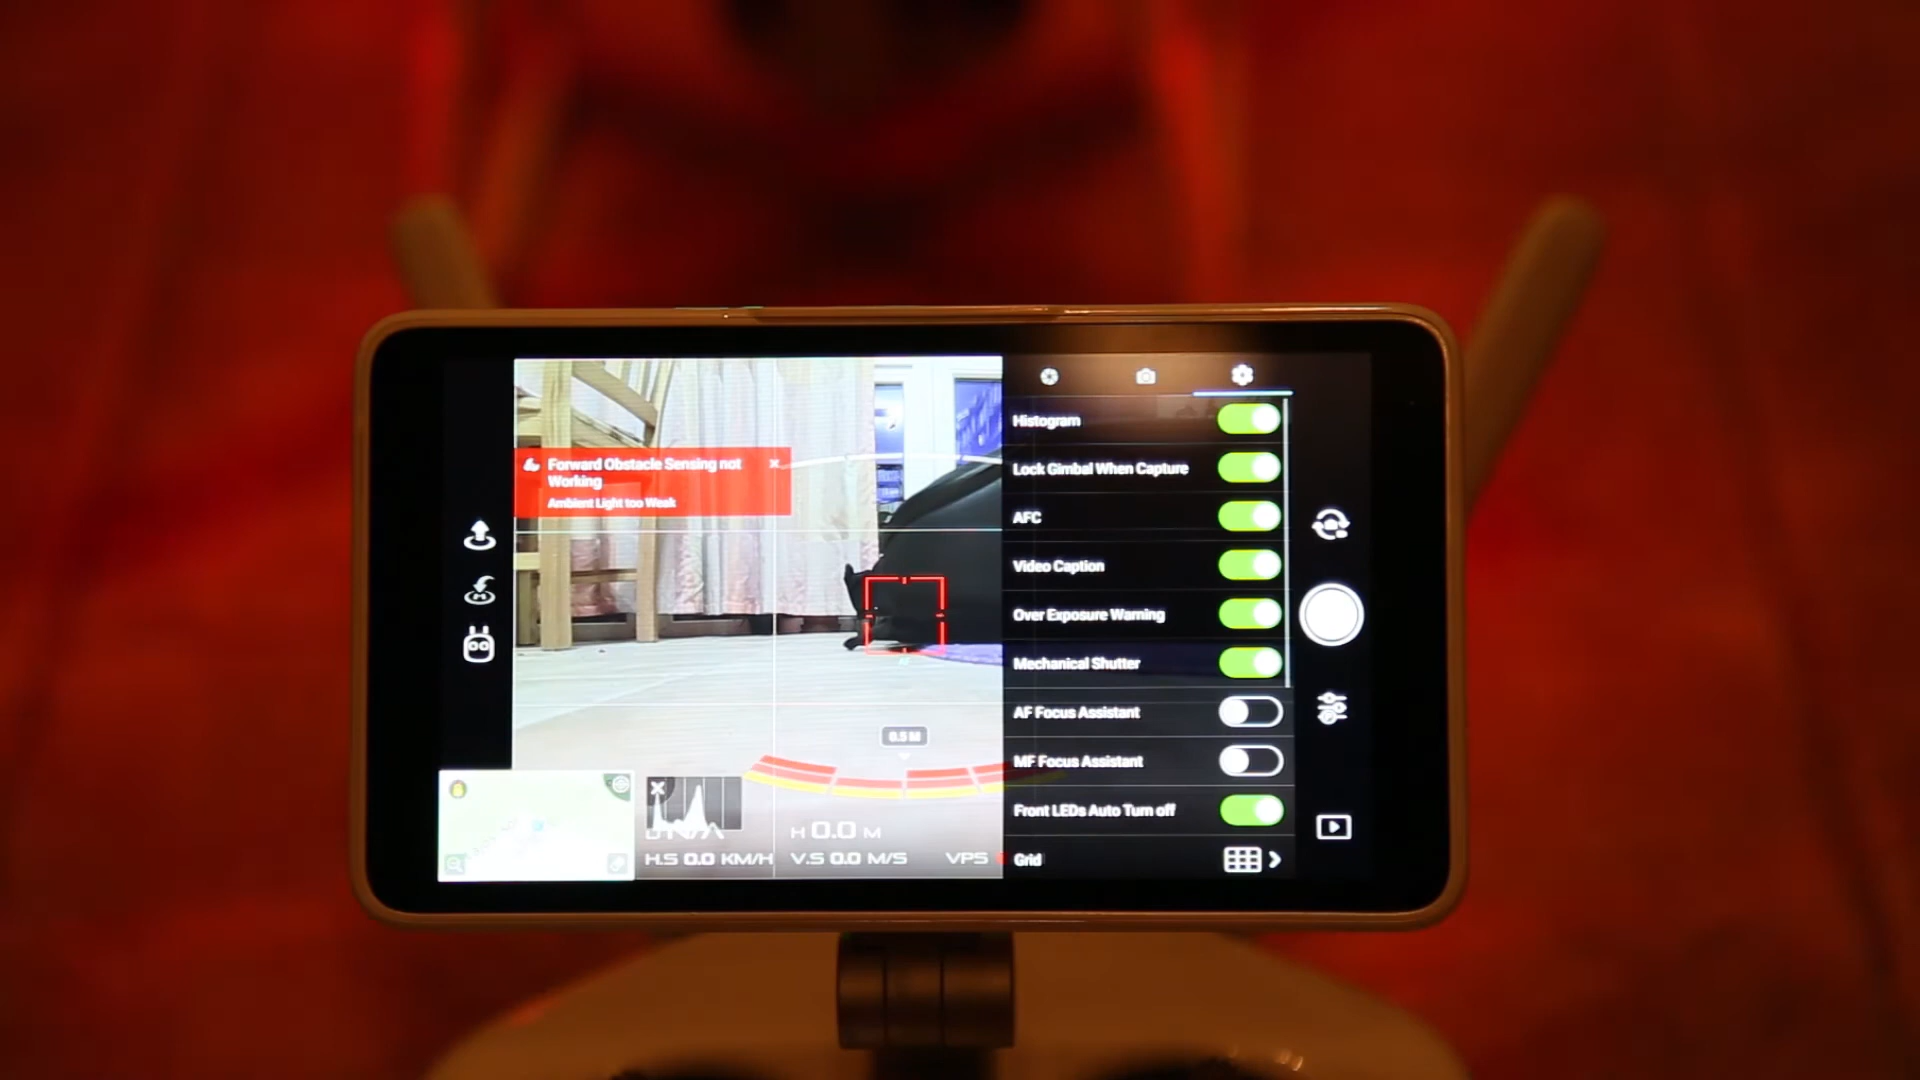 Forward Obstacle Sensing not
Working
Ambient Light too Weak
0.5 M
N/A
H 0.0 M
H.S 0.0 KM/H
V.S 0.0 M/S
VPS
Histogram
Lock Gimbal When Capture
AFC
Video Caption
Over Exposure Warning
Mechanical Shutter
AF Focus Assistant
MF Focus Assistant
Front LEDs Auto Turn off
Grid